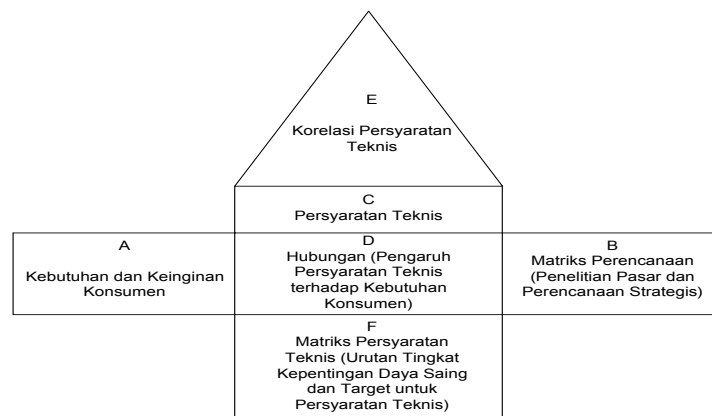 E
Korelasi Persyaratan
Teknis
C
Persyaratan Teknis
A
Kebutuhan dan Keinginan
Konsumen
D
Hubungan (Pengaruh
Persyaratan Teknis
terhadap Kebutuhan
Konsumen)
B
Matriks Perencanaan
(Penelitian Pasar dan
Perencanaan Strategis)
F
Matriks Persyaratan
Teknis (Urutan Tingkat
Kepentingan Daya Saing
dan Target untuk
Persyaratan Teknis)